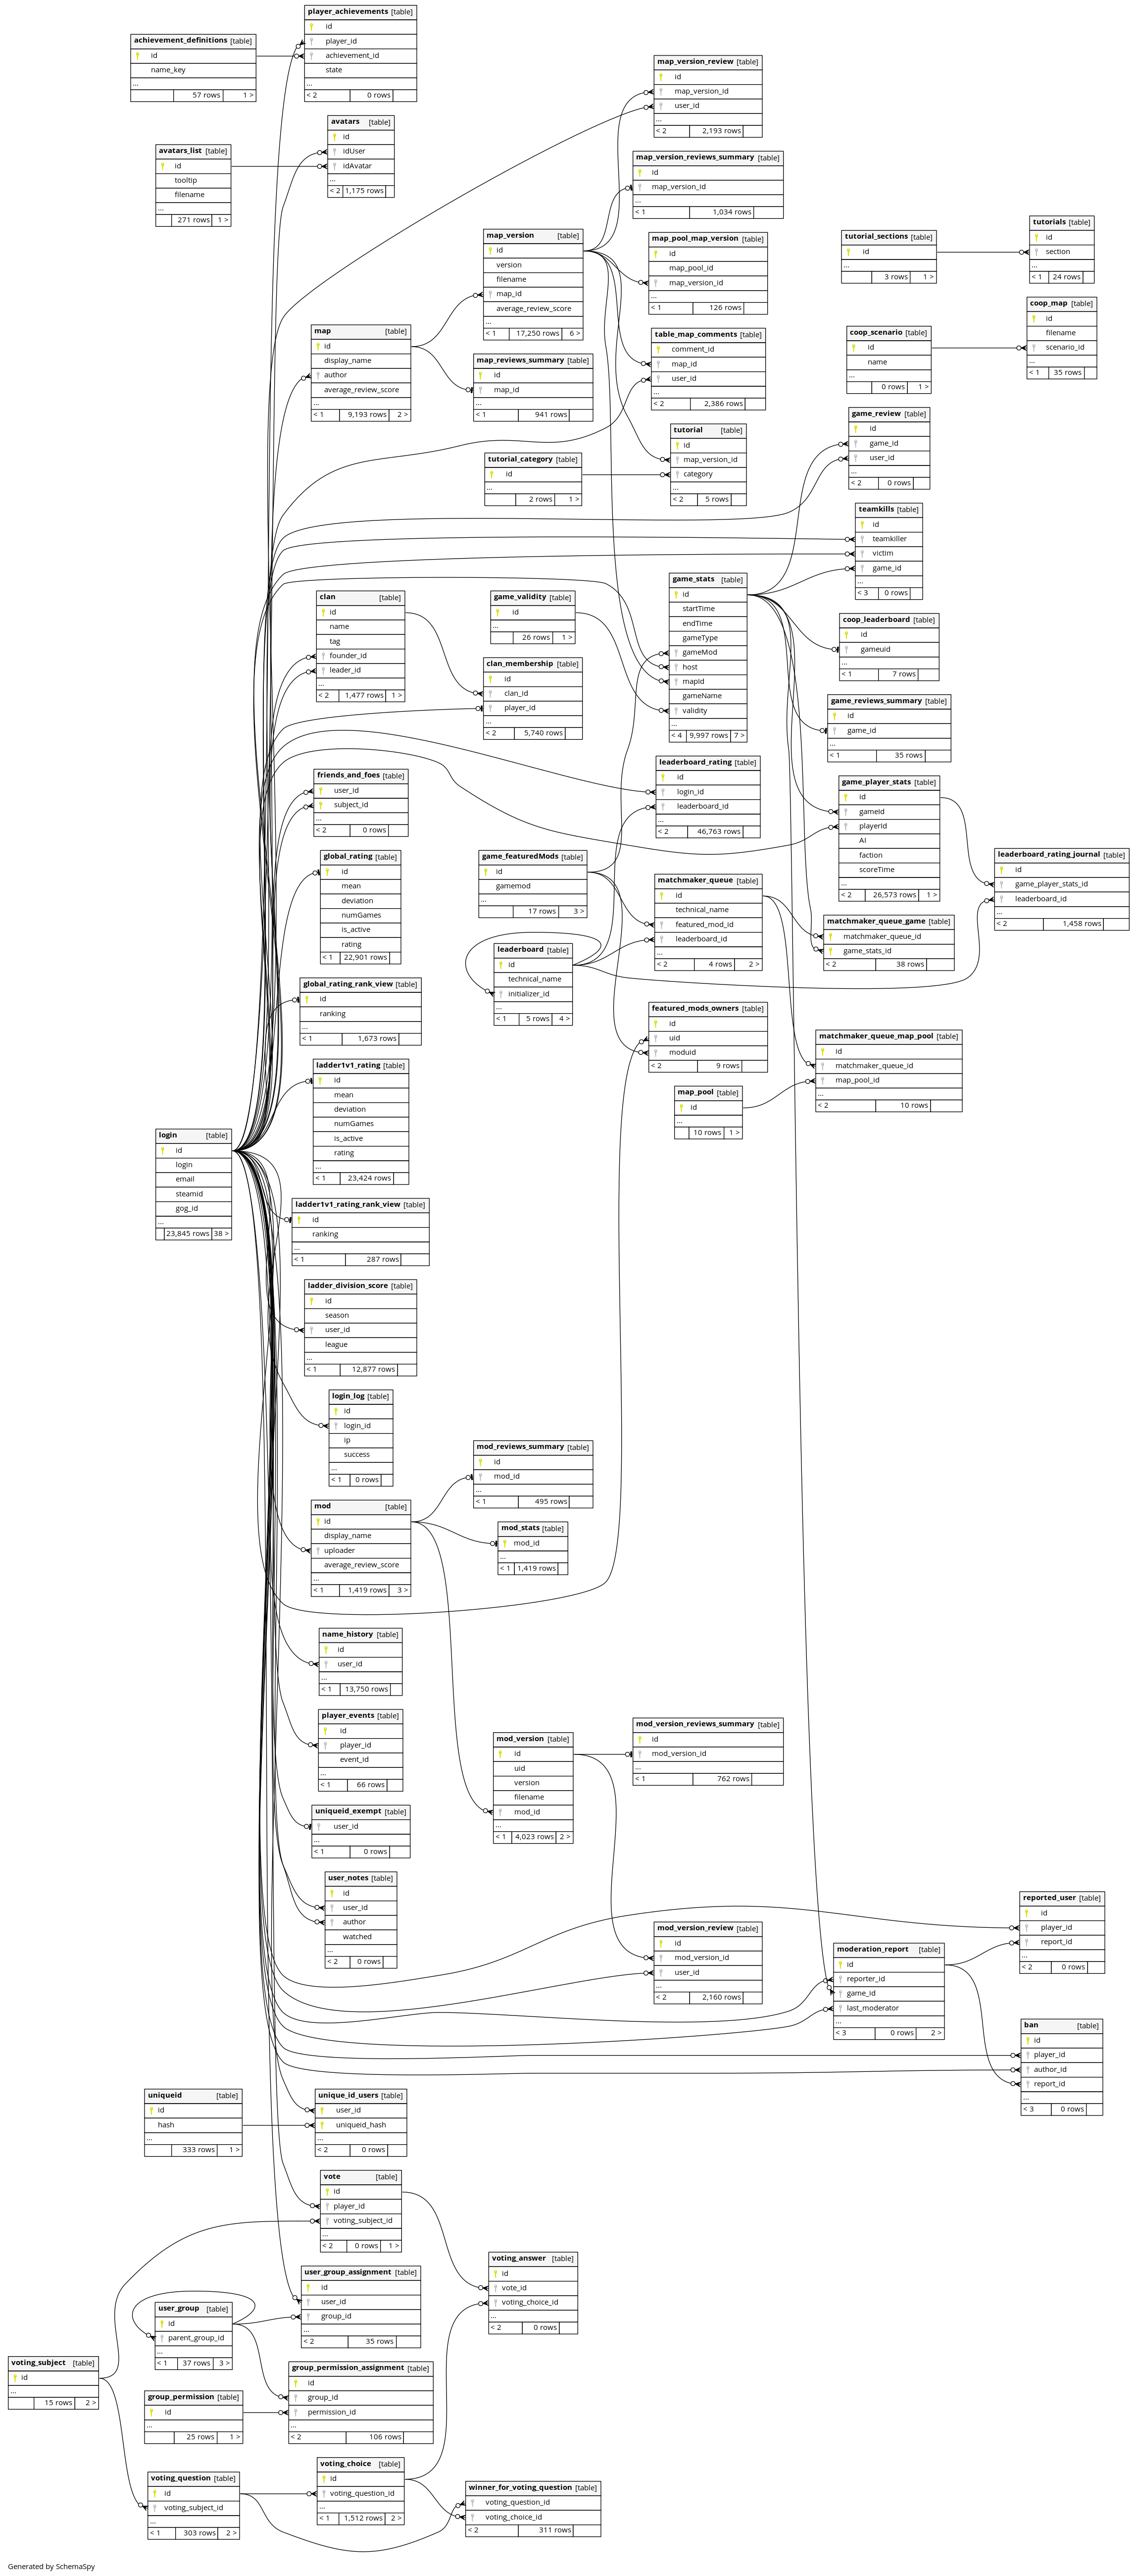 player_achievements [table]
id
player_id
achievement_id
state
...
< 2 0 rows
achievement_definitions [table]
id
name_key
...
57 rows 1 >
avatars [table]
id
idUser
idAvatar
...
< 2 1,175 rows
avatars_list [table]
id
tooltip
filename
...
271 rows 1 >
map_version_review [table]
id
map_version_id
user_id
...
< 2 2,193 rows
map_version_reviews_summary [table]
id
map_version_id
...
< 1 1,034 rows
map_version [table]
id
version
filename
map_id
average_review_score
...
< 1 17,250 rows 6 >
map_pool_map_version [table]
id
map_pool_id
map_version_id
...
< 1 126 rows
tutorial_sections [table]
id
...
3 rows 1 >
tutorials [table]
id
section
...
< 1 24 rows
coop_map [table]
id
filename
scenario_id
...
< 1 35 rows
coop_scenario [table]
id
name
...
0 rows 1 >
map [table]
id
display_name
author
average_review_score
...
< 1 9,193 rows 2 >
map_reviews_summary [table]
id
map_id
...
< 1 941 rows
table_map_comments [table]
comment_id
map_id
user_id
...
< 2 2,386 rows
tutorial [table]
id
map_version_id
category
...
< 2 5 rows
tutorial_category [table]
id
...
2 rows 1 >
game_review [table]
id
game_id
user_id
...
< 2 0 rows
teamkills [table]
id
teamkiller
victim
game_id
...
< 3 0 rows
clan [table]
id
name
tag
founder_id
leader_id
...
< 2 1,477 rows 1 >
game_validity [table]
id
...
26 rows 1 >
clan_membership [table]
id
clan_id
player_id
...
< 2 5,740 rows
game_stats [table]
id
startTime
endTime
gameType
gameMod
host
mapId
gameName
validity
...
< 4 9,997 rows 7 >
coop_leaderboard [table]
id
gameuid
...
< 1 7 rows
game_reviews_summary [table]
id
game_id
...
< 1 35 rows
friends_and_foes [table]
user_id
subject_id
...
< 2 0 rows
leaderboard_rating [table]
id
login_id
leaderboard_id
...
< 2 46,763 rows
game_player_stats [table]
id
gameId
playerId
AI
faction
scoreTime
...
< 2 26,573 rows 1 >
leaderboard_rating_journal [table]
id
game_player_stats_id
leaderboard_id
...
< 2 1,458 rows
global_rating [table]
id
mean
deviation
numGames
is_active
rating
< 1 22,901 rows
game_featuredMods [table]
id
gamemod
...
17 rows 3 >
matchmaker_queue [table]
id
technical_name
featured_mod_id
leaderboard_id
...
< 2 4 rows 2 >
matchmaker_queue_game [table]
matchmaker_queue_id
game_stats_id
< 2 38 rows
leaderboard [table]
id
technical_name
initializer_id
...
< 1 5 rows 4 >
global_rating_rank_view [table]
id
ranking
...
< 1 1,673 rows
featured_mods_owners [table]
id
uid
moduid
< 2 9 rows
matchmaker_queue_map_pool [table]
id
matchmaker_queue_id
map_pool_id
...
< 2 10 rows
map_pool [table]
id
...
10 rows 1 >
ladder1v1_rating [table]
id
mean
deviation
numGames
is_active
rating
...
< 1 23,424 rows
login [table]
id
login
email
steamid
gog_id
...
23,845 rows 38 >
ladder1v1_rating_rank_view [table]
id
ranking
...
< 1 287 rows
ladder_division_score [table]
id
season
user_id
league
...
< 1 12,877 rows
login_log [table]
id
login_id
ip
success
...
< 1 0 rows
mod_reviews_summary [table]
id
mod_id
...
< 1 495 rows
mod [table]
id
display_name
uploader
average_review_score
...
< 1 1,419 rows 3 >
mod_stats [table]
mod_id
...
< 1 1,419 rows
name_history [table]
id
user_id
...
< 1 13,750 rows
player_events [table]
id
player_id
event_id
...
< 1 66 rows
mod_version [table]
id
uid
version
filename
mod_id
...
< 1 4,023 rows 2 >
mod_version_reviews_summary [table]
id
mod_version_id
...
< 1 762 rows
uniqueid_exempt [table]
user_id
...
< 1 0 rows
user_notes [table]
id
user_id
author
watched
...
< 2 0 rows
mod_version_review [table]
id
mod_version_id
user_id
...
< 2 2,160 rows
reported_user [table]
id
player_id
report_id
...
< 2 0 rows
moderation_report [table]
id
reporter_id
game_id
last_moderator
...
< 3 0 rows 2 >
ban [table]
id
player_id
author_id
report_id
...
< 3 0 rows
uniqueid [table]
id
hash
...
333 rows 1 >
unique_id_users [table]
user_id
uniqueid_hash
...
< 2 0 rows
vote [table]
id
player_id
voting_subject_id
...
< 2 0 rows 1 >
voting_answer [table]
id
vote_id
voting_choice_id
...
< 2 0 rows
user_group_assignment [table]
id
user_id
group_id
...
< 2 35 rows
user_group [table]
id
parent_group_id
...
< 1 37 rows 3 >
voting_subject [table]
id
...
15 rows 2 >
group_permission_assignment [table]
id
group_id
permission_id
...
< 2 106 rows
group_permission [table]
id
...
25 rows 1 >
voting_choice [table]
id
voting_question_id
...
< 1 1,512 rows 2 >
voting_question [table]
id
voting_subject_id
...
< 1 303 rows 2 >
winner_for_voting_question [table]
voting_question_id
voting_choice_id
< 2 311 rows
Generated by SchemaSpy